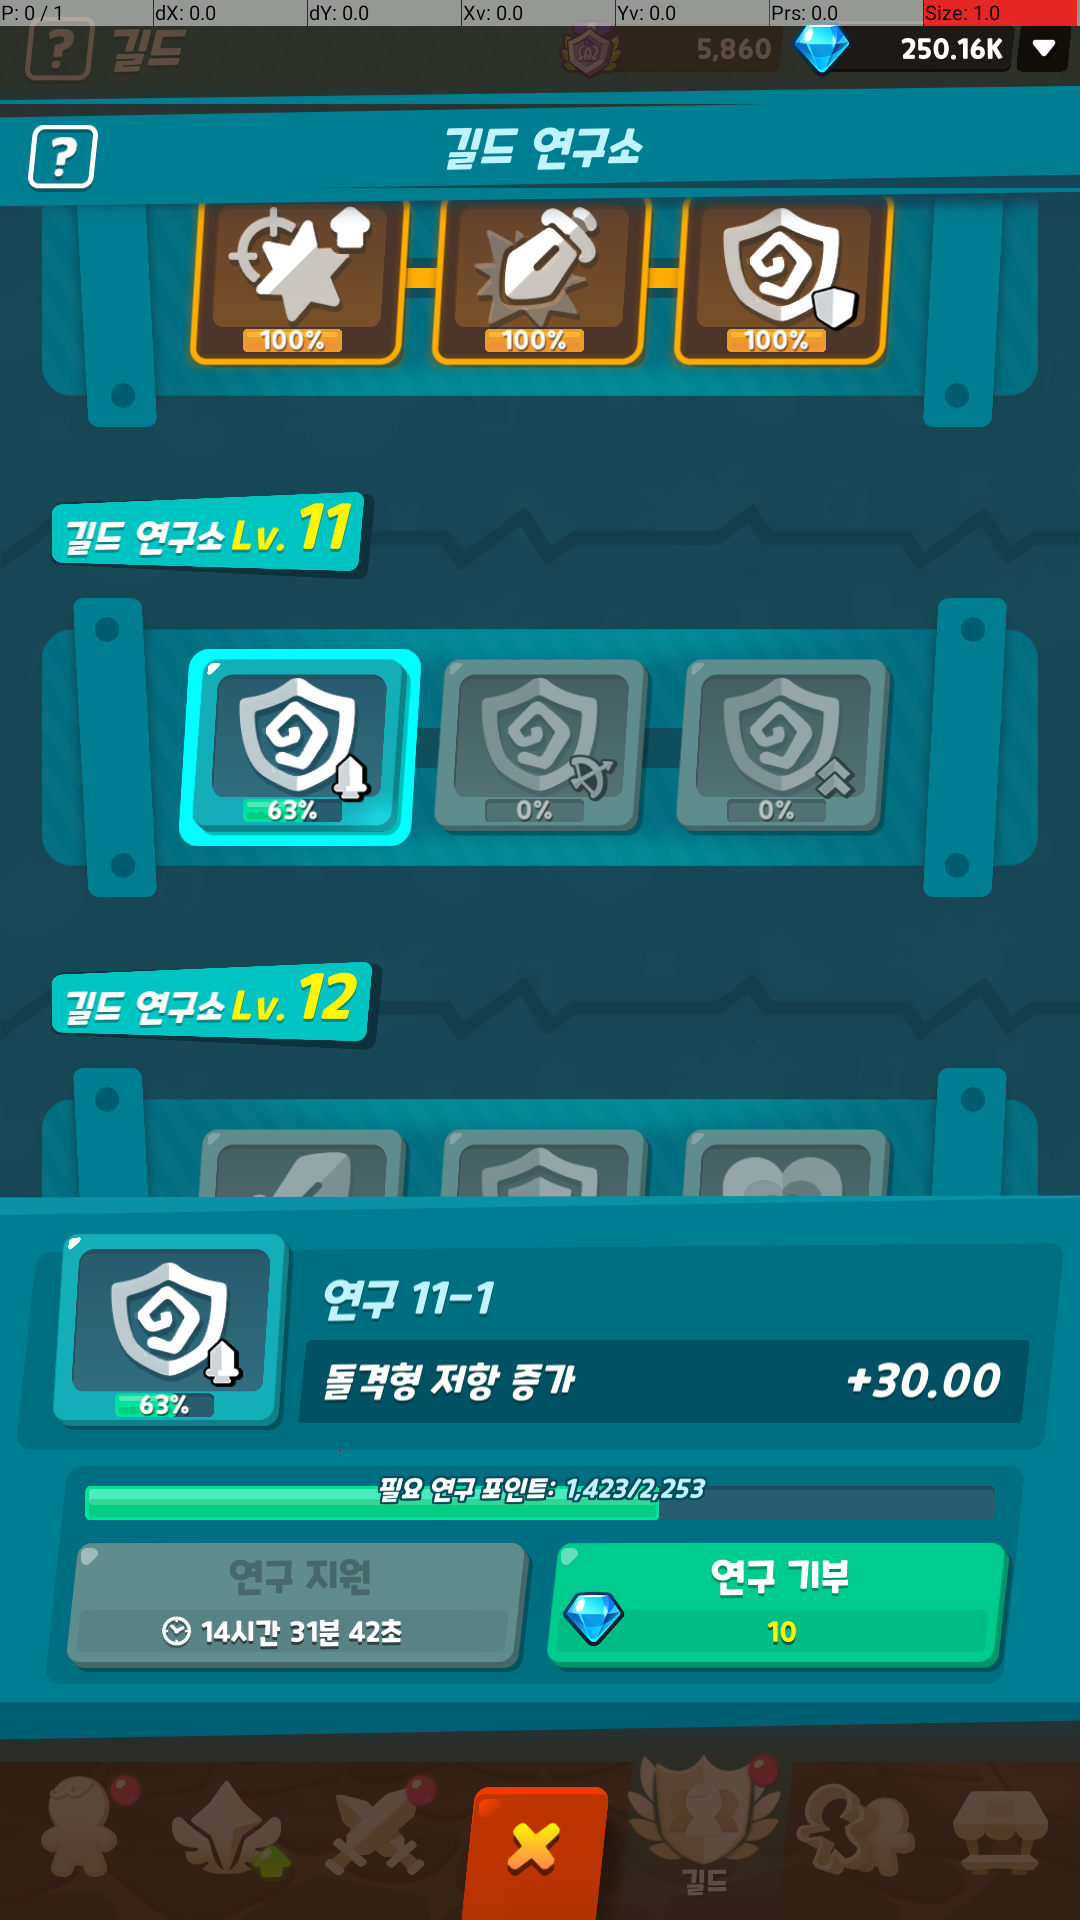 P: 0 / 1 dX: 0.0 dY: 0.0 Xv: 0.0 Yv: 0.0 Prs: 0.0 Size: 1.0
? 길드 5,860 250.16K
? 길드 연구소
100% 100% 100%
길드 연구소 Lv. 11
63% 0% 0%
길드 연구소 Lv. 12
연구 11-1
돌격형 저항 증가 +30.00
63%
필요 연구 포인트: 1,423/2,253
연구 지원 연구 기부
14시간 31분 42초 10
길드